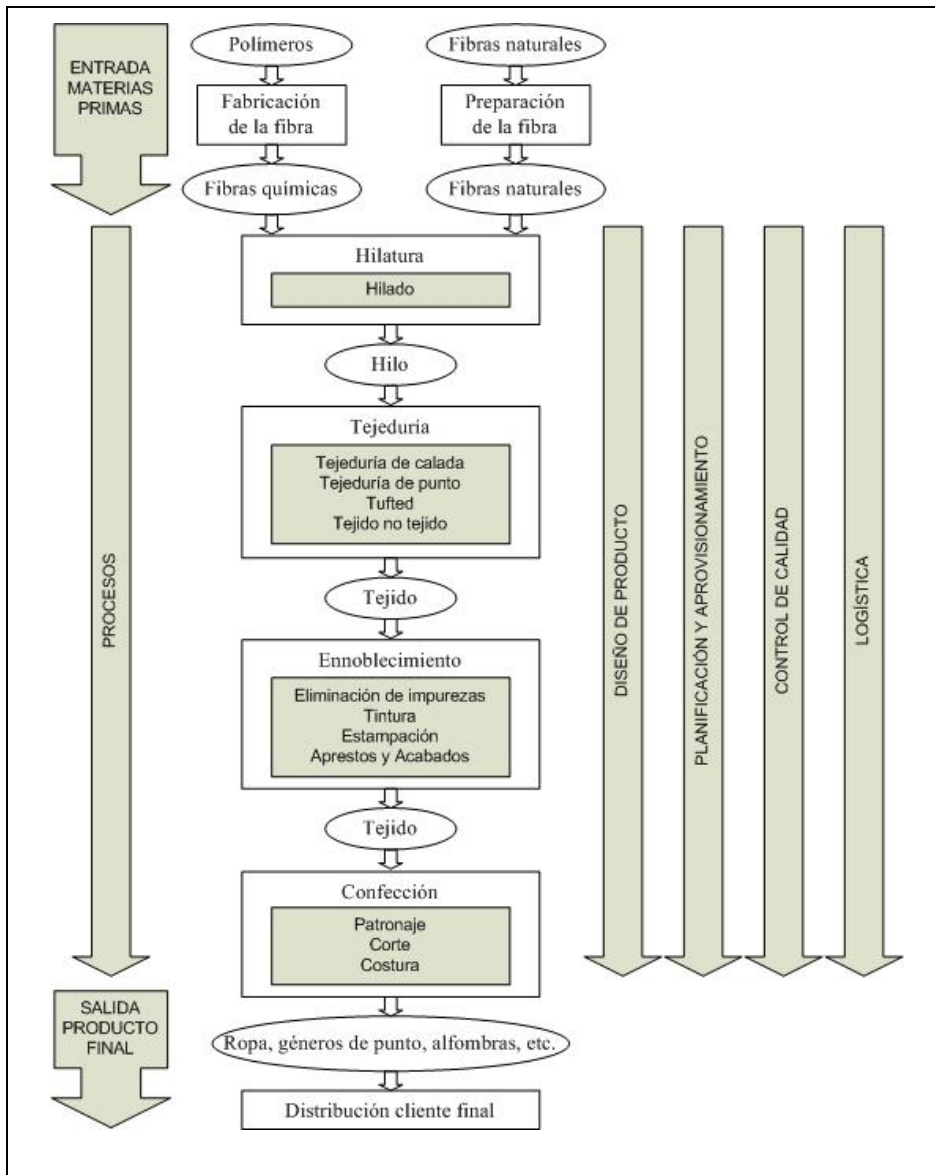 ENTRADA
MATERIAS
PRIMAS
Polímeros
Fibras naturales
Fabricación
de la fibra
Preparación
de la fibra
Fibras químicas
Fibras naturales
PROCESOS
Hilatura
Hilado
Hilo
Tejeduria
Tejeduría de calada
Tejeduría de punto
Tufted
Tejido no tejido
Tejido
Ennoblecimiento
Eliminación de impurezas
Tintura
Estampación
Aprestos y Acabados
Tejido
Confección
Patronaje
Corte
Costura
DISEÑO DE PRODUCTO
PLANIFICACIÓN Y APROVISIONAMIENTO
CONTROL DE CALIDAD
LOGÍSTICA
SALIDA
PRODUCTO
FINAL
Ropa, géneros de punto, alfombras, etc.
Distribución cliente final